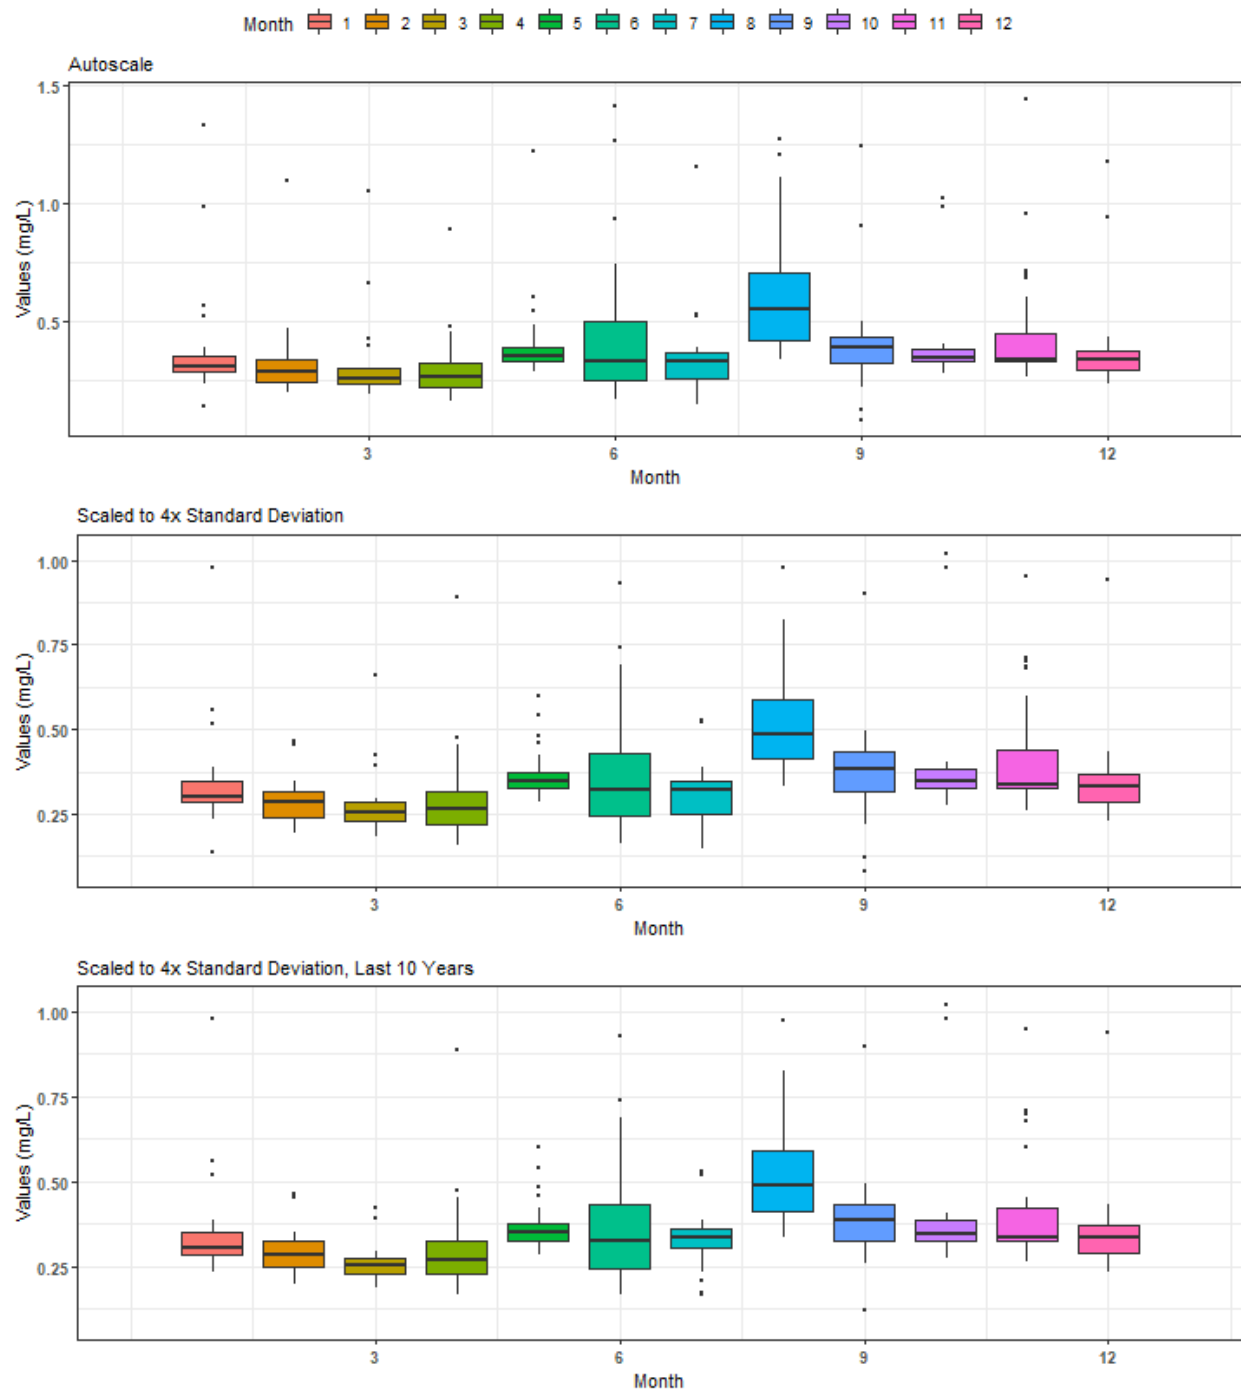 Month 1 2 3 4 5 6 7 8 9 10 11 12
Autoscale
Values (mg/L)
1.5
1.0
0.5
3 6 9 12
Month
Scaled to 4x Standard Deviation
Values (mg/L)
1.00
0.75
0.50
0.25
3 6 9 12
Month
Scaled to 4x Standard Deviation, Last 10 Years
Values (mg/L)
1.00
0.75
0.50
0.25
3 6 9 12
Month